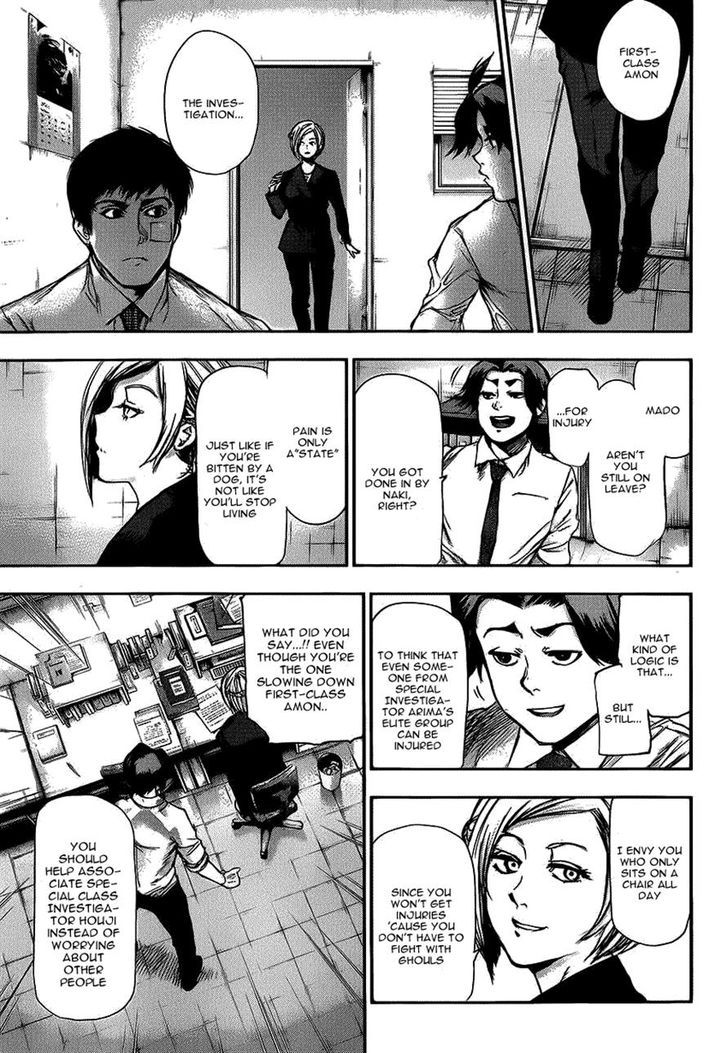 FIRST-
CLASS
AMON
THE INVES-
TIGATION...
MADO
...FOR
INJURY
AREN'T
YOU
STILL ON
LEAVE?
YOU GOT
DONE IN BY
NAKI,
RIGHT?
PAIN IS
ONLY
A"STATE"
JUST LIKE IF
YOU'RE
BITTEN BY A
DOG, IT'S
NOT LIKE
YOU'LL STOP
LIVING
WHAT
KIND OF
LOGIC IS
THAT...
BUT
STILL...
TO THINK THAT
EVEN SOME-
ONE FROM
SPECIAL
INVESTIGA-
TOR ARIMA'S
ELITE GROUP
CAN BE
INJURED
I ENVY YOU
WHO ONLY
SITS ON
A CHAIR ALL
DAY
SINCE YOU
WON'T GET
INJURIES
'CAUSE YOU
DON'T HAVE TO
FIGHT WITH
GHOULS
WHAT DID YOU
SAY...!! EVEN
THOUGH YOU'RE
THE ONE
SLOWING DOWN
FIRST-CLASS
AMON..
YOU
SHOULD
HELP ASSO-
CIATE SPE-
CIAL CLASS
INVESTIGA-
TOR HOUJI
INSTEAD OF
WORRYING
ABOUT
OTHER
PEOPLE